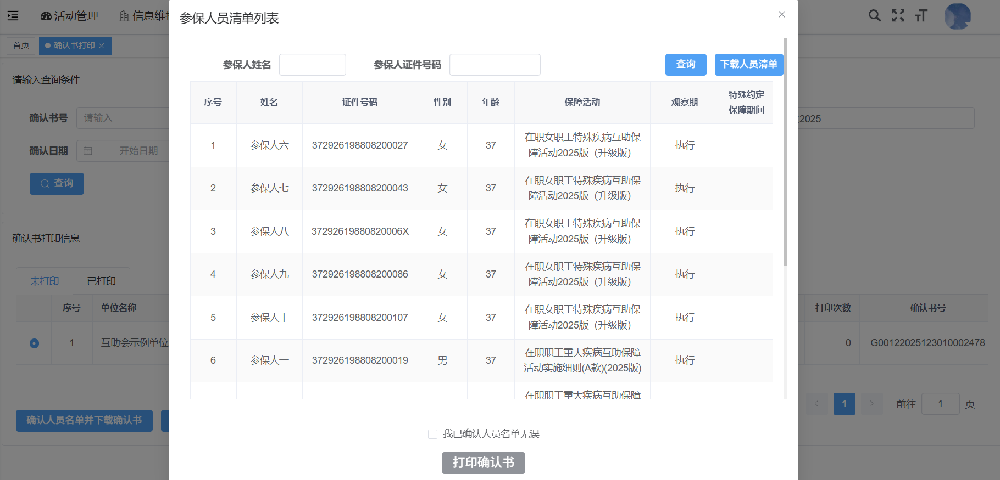 活动管理
信息维
首页
确认书打印
请输入查询条件
确认书号
请输入
2025
确认日期
开始日期
查询
确认书打印信息
未打印
已打印
序号 单位名称 打印次数 确认书号
1 互助会示例单位 0 G00122025123010002478
1 前往 1 页
确认人员名单并下载确认书
参保人员清单列表
参保人姓名 参保人证件号码 查询 下载人员清单
序号 姓名 证件号码 性别 年龄 保障活动 观察期 特殊约定
保障期间
1 参保人六 372926198808200027 女 37 在职女职工特殊疾病互助保
障活动2025版（升级版） 执行
2 参保人七 372926198808200043 女 37 在职女职工特殊疾病互助保
障活动2025版（升级版） 执行
3 参保人八 37292619880820006X 女 37 在职女职工特殊疾病互助保
障活动2025版（升级版） 执行
4 参保人九 372926198808200086 女 37 在职女职工特殊疾病互助保
障活动2025版（升级版） 执行
5 参保人十 372926198808200107 女 37 在职女职工特殊疾病互助保
障活动2025版（升级版） 执行
6 参保人一 372926198808200019 男 37 在职职工重大疾病互助保障
活动实施细则(A款)(2025版) 执行
在职职工重大疾病互助保障
我已确认人员名单无误
打印确认书